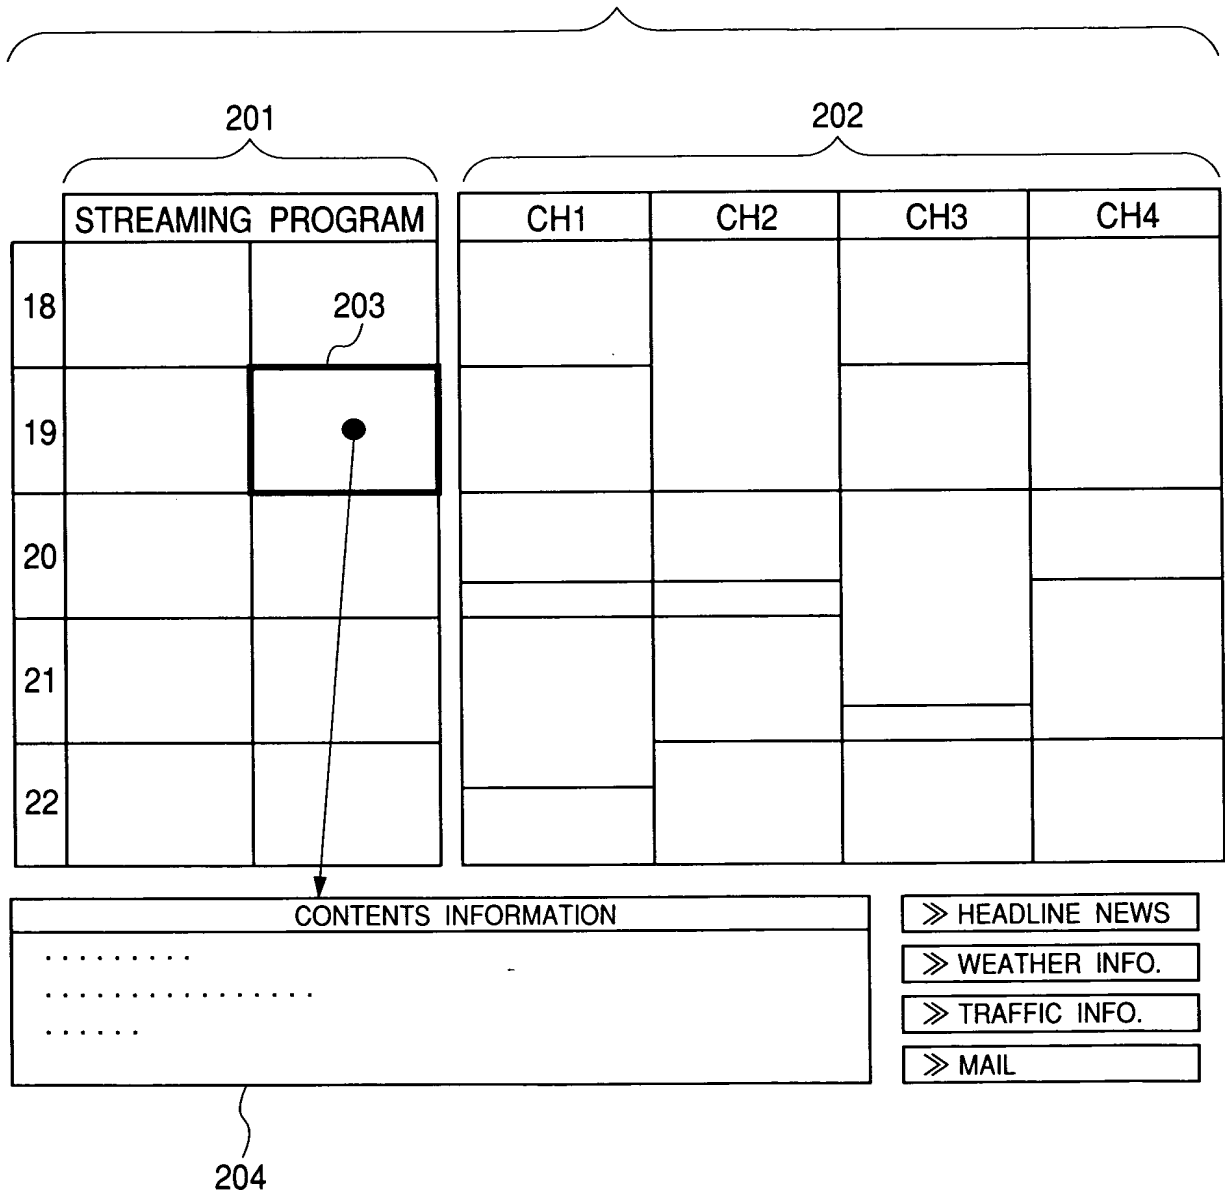 201
202
STREAMING PROGRAM
CH1
CH2
CH3
CH4
18
203
19
20
21
22
CONTENTS INFORMATION
. . . . . . . . .
. . . . . . . . . . . . . . . .
. . . . . .
≫ HEADLINE NEWS
≫ WEATHER INFO.
≫ TRAFFIC INFO.
≫ MAIL
204